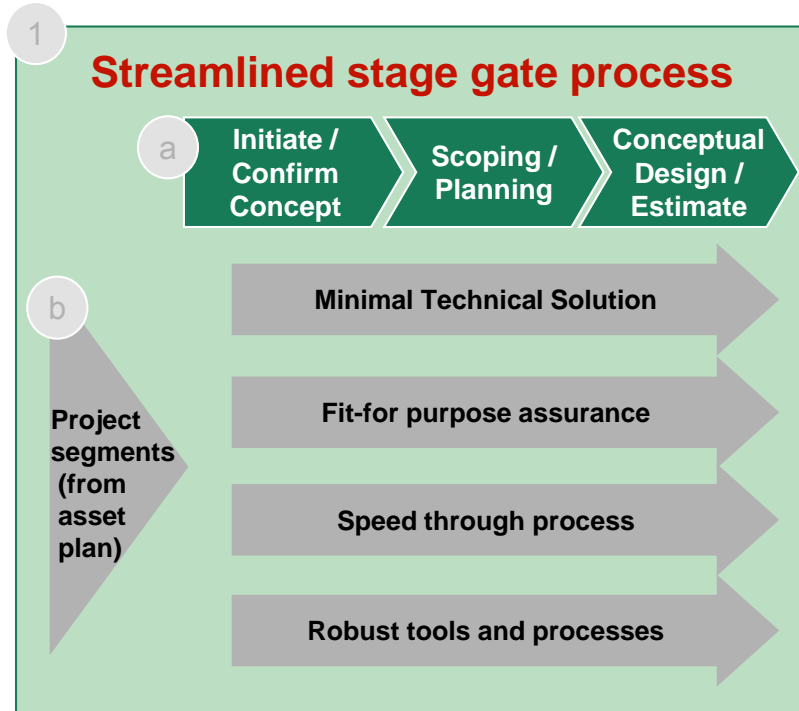 1
Streamlined stage gate process
a
Initiate /
Confirm
Concept
Scoping /
Planning
Conceptual
Design /
Estimate
b
Project
segments
(from
asset
plan)
Minimal Technical Solution
Fit-for purpose assurance
Speed through process
Robust tools and processes